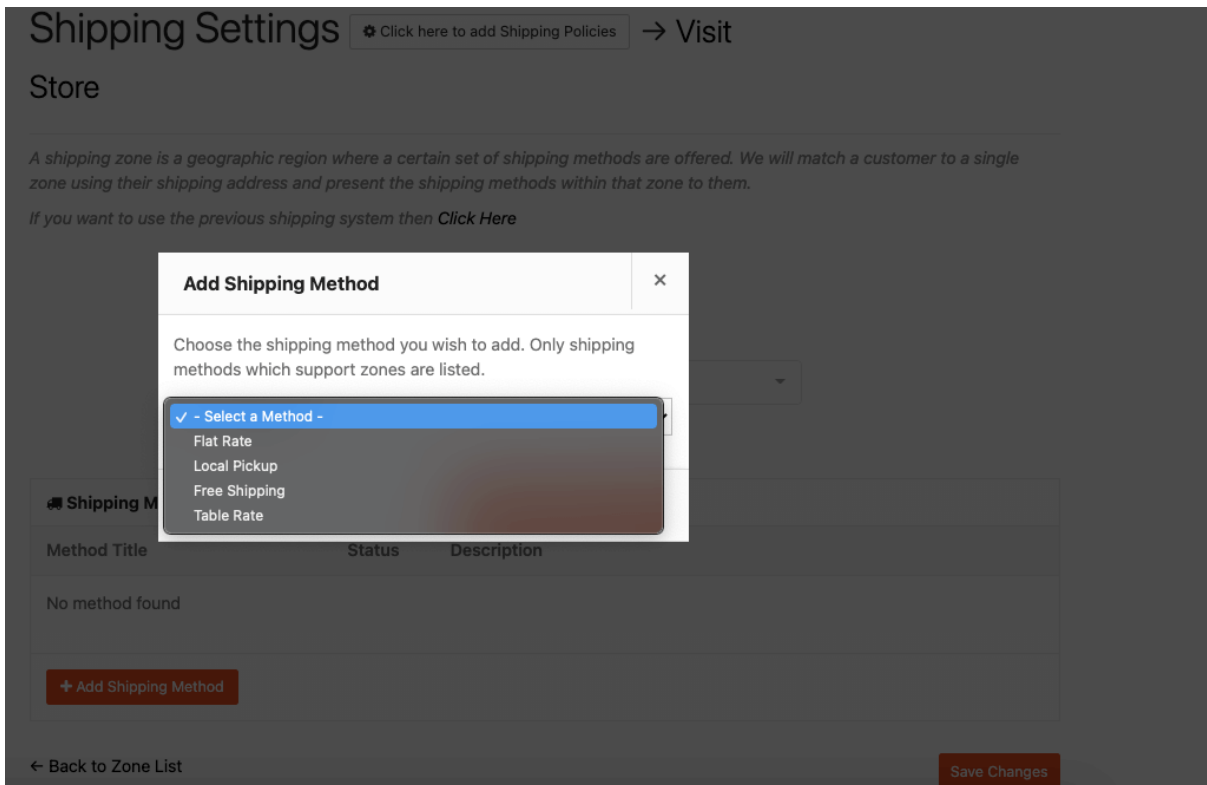 Shipping Settings Click here to add Shipping Policies → Visit
Store
A shipping zone is a geographic region where a certain set of shipping methods are offered. We will match a customer to a single
zone using their shipping address and present the shipping methods within that zone to them.
If you want to use the previous shipping system then Click Here
Add Shipping Method ×
Choose the shipping method you wish to add. Only shipping
methods which support zones are listed.
✓ - Select a Method -
Flat Rate
Local Pickup
Free Shipping
Table Rate
Shipping
Method Title Status Description
No method found
+ Add Shipping Method
← Back to Zone List
Save Changes